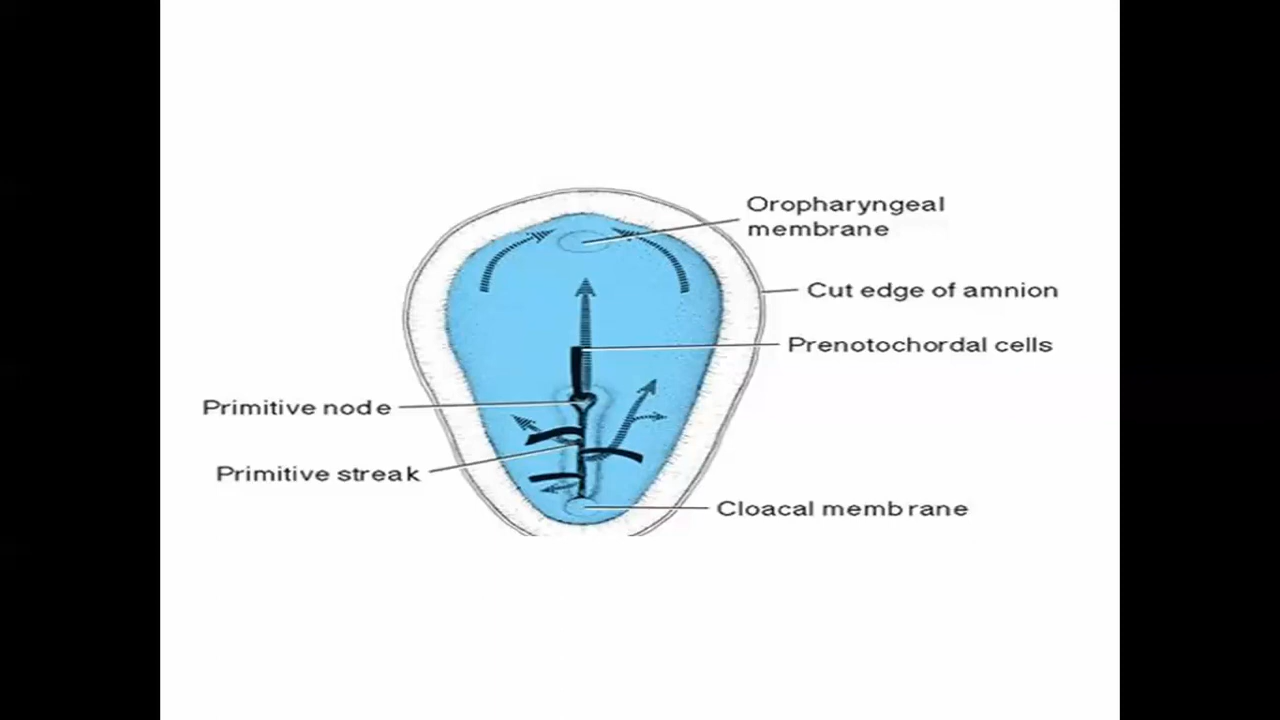 Oropharyngeal
membrane
Cut edge of amnion
Prenotochordal cells
Primitive node
Primitive streak
Cloacal membrane